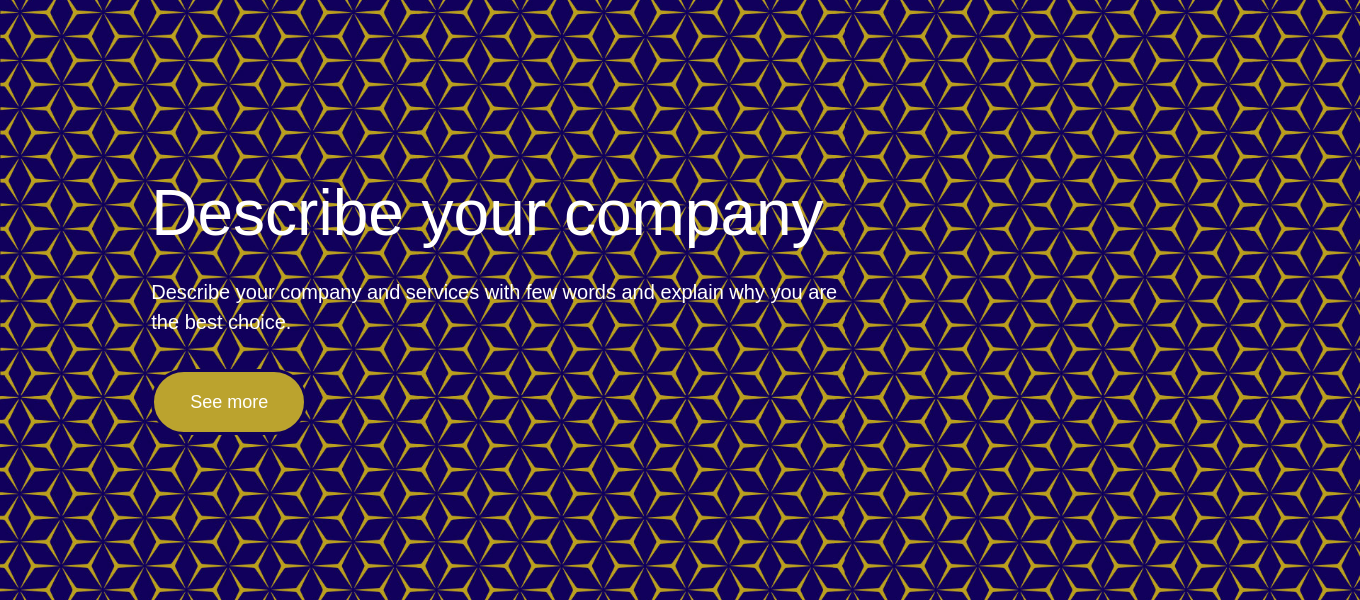 Describe your company
Describe your company and services with few words and explain why you are
the best choice.
See more